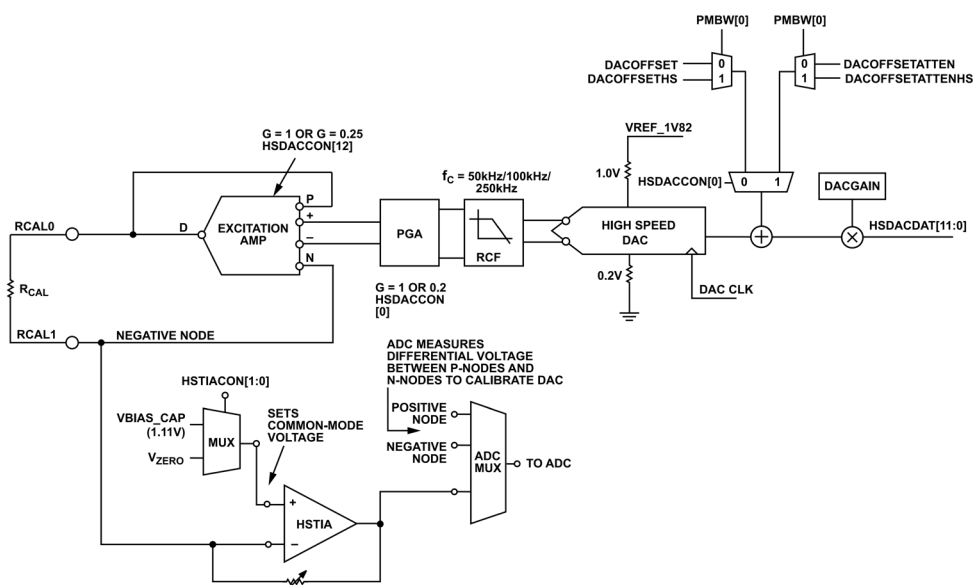 PMBW[0]
PMBW[0]
DACOFFSET
0
0
DACOFFSETATTEN
DACOFFSETHS
1
1
DACOFFSETATTENHS
G = 1 OR G = 0.25
HSDACCON[12]
VREF_1V82
fC = 50kHz/100kHz/
250kHz
1.0V
HSDACCON[0]
0
1
DACGAIN
P
RCAL0
D
EXCITATION
AMP
+
–
N
PGA
RCF
HIGH SPEED
DAC
+
×
HSDACDAT[11:0]
RCAL
0.2V
G = 1 OR 0.2
HSDACCON
[0]
DAC CLK
RCAL1
NEGATIVE NODE
ADC MEASURES
DIFFERENTIAL VOLTAGE
BETWEEN P-NODES AND
N-NODES TO CALIBRATE DAC
HSTIACON[1:0]
VBIAS_CAP
(1.11V)
MUX
VZERO
SETS
COMMON-MODE
VOLTAGE
POSITIVE
NODE
NEGATIVE
NODE
ADC
MUX
TO ADC
+
HSTIA
–